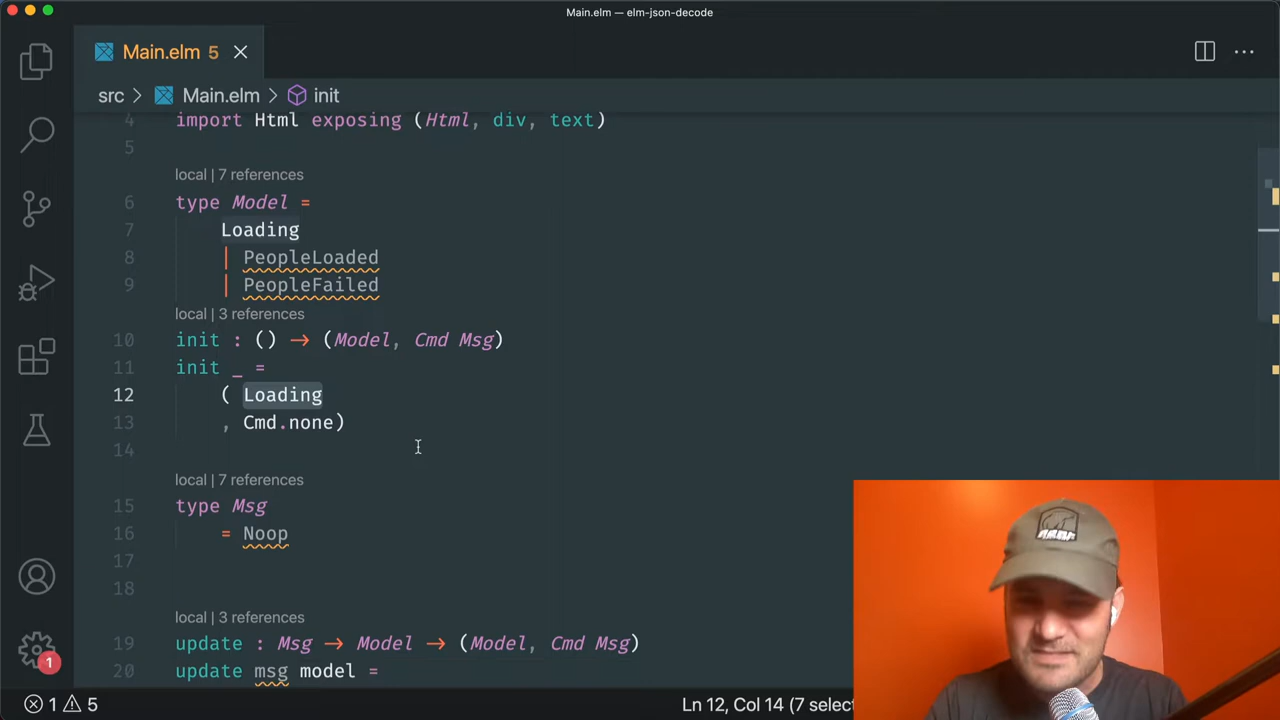 Main.elm — elm-json-decode
Main.elm 5
src > Main.elm > init
4 import Html exposing (Html, div, text)
5
local | 7 references
6 type Model =
7 Loading
8 | PeopleLoaded
9 | PeopleFailed
local | 3 references
10 init : () → (Model, Cmd Msg)
11 init _ =
12 ( Loading
13 , Cmd.none)
14
local | 7 references
15 type Msg
16 = Noop
17
18
local | 3 references
19 update : Msg → Model → (Model, Cmd Msg)
20 update msg model =
1
1 5 Ln 12, Col 14 (7 select